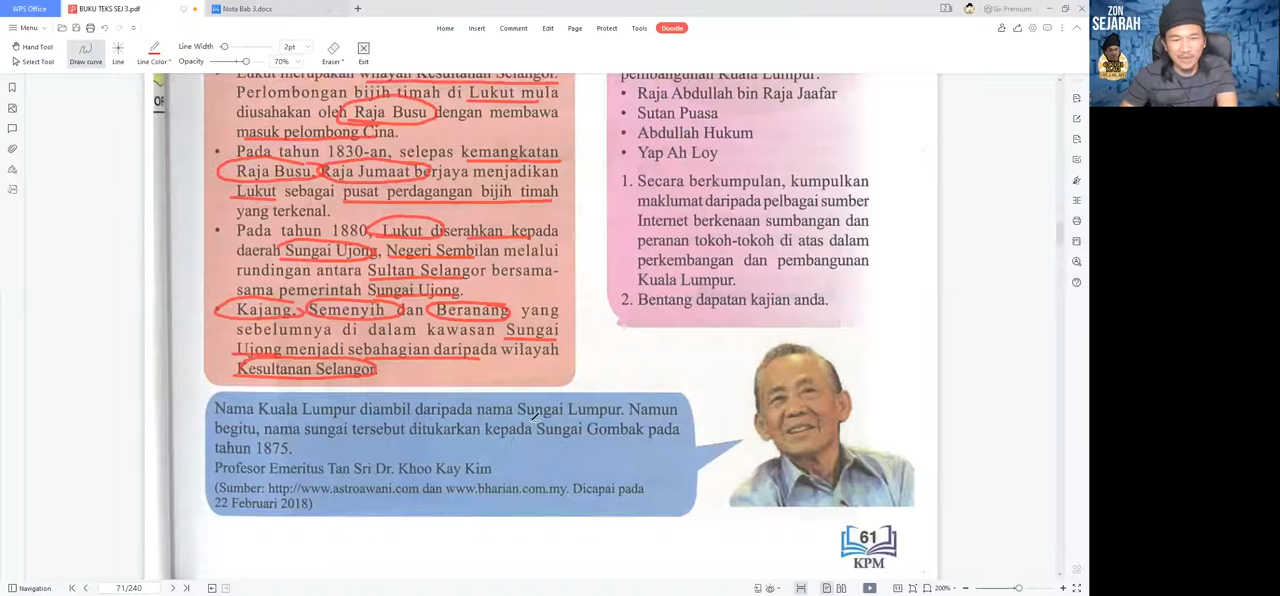 WPS Office
BUKU TEKS SEJ 3.pdf
Nota Bab 3.docx
Go Premium
Menu
Home
Insert
Comment
Edit
Page
Protect
Tools
Doodle
Hand Tool
Select Tool
Draw curve
Line
Line Color
Line Width
2pt
Opacity
70%
Eraser
Exit
ZON
SEJARAH
Lukut merupakan wilayah Kesultanan Selangor.
Perlombongan bijih timah di Lukut mula
diusahakan oleh Raja Busu dengan membawa
masuk pelombong Cina.
• Pada tahun 1830-an, selepas kemangkatan
Raja Busu, Raja Jumaat berjaya menjadikan
Lukut sebagai pusat perdagangan bijih timah
yang terkenal.
• Pada tahun 1880, Lukut diserahkan kepada
daerah Sungai Ujong, Negeri Sembilan melalui
rundingan antara Sultan Selangor bersama-
sama pemerintah Sungai Ujong.
• Kajang, Semenyih dan Beranang yang
sebelumnya di dalam kawasan Sungai
Ujong menjadi sebahagian daripada wilayah
Kesultanan Selangor
pembangunan Kuala Lumpur.
• Raja Abdullah bin Raja Jaafar
• Sutan Puasa
• Abdullah Hukum
• Yap Ah Loy
1. Secara berkumpulan, kumpulkan
maklumat daripada pelbagai sumber
Internet berkenaan sumbangan dan
peranan tokoh-tokoh di atas dalam
perkembangan dan pembangunan
Kuala Lumpur.
2. Bentang dapatan kajian anda.
Nama Kuala Lumpur diambil daripada nama Sungai Lumpur. Namun
begitu, nama sungai tersebut ditukarkan kepada Sungai Gombak pada
tahun 1875.
Profesor Emeritus Tan Sri Dr. Khoo Kay Kim
(Sumber: http://www.astroawani.com dan www.bharian.com.my. Dicapai pada
22 Februari 2018)
61
KPM
Navigation
71/240
200%